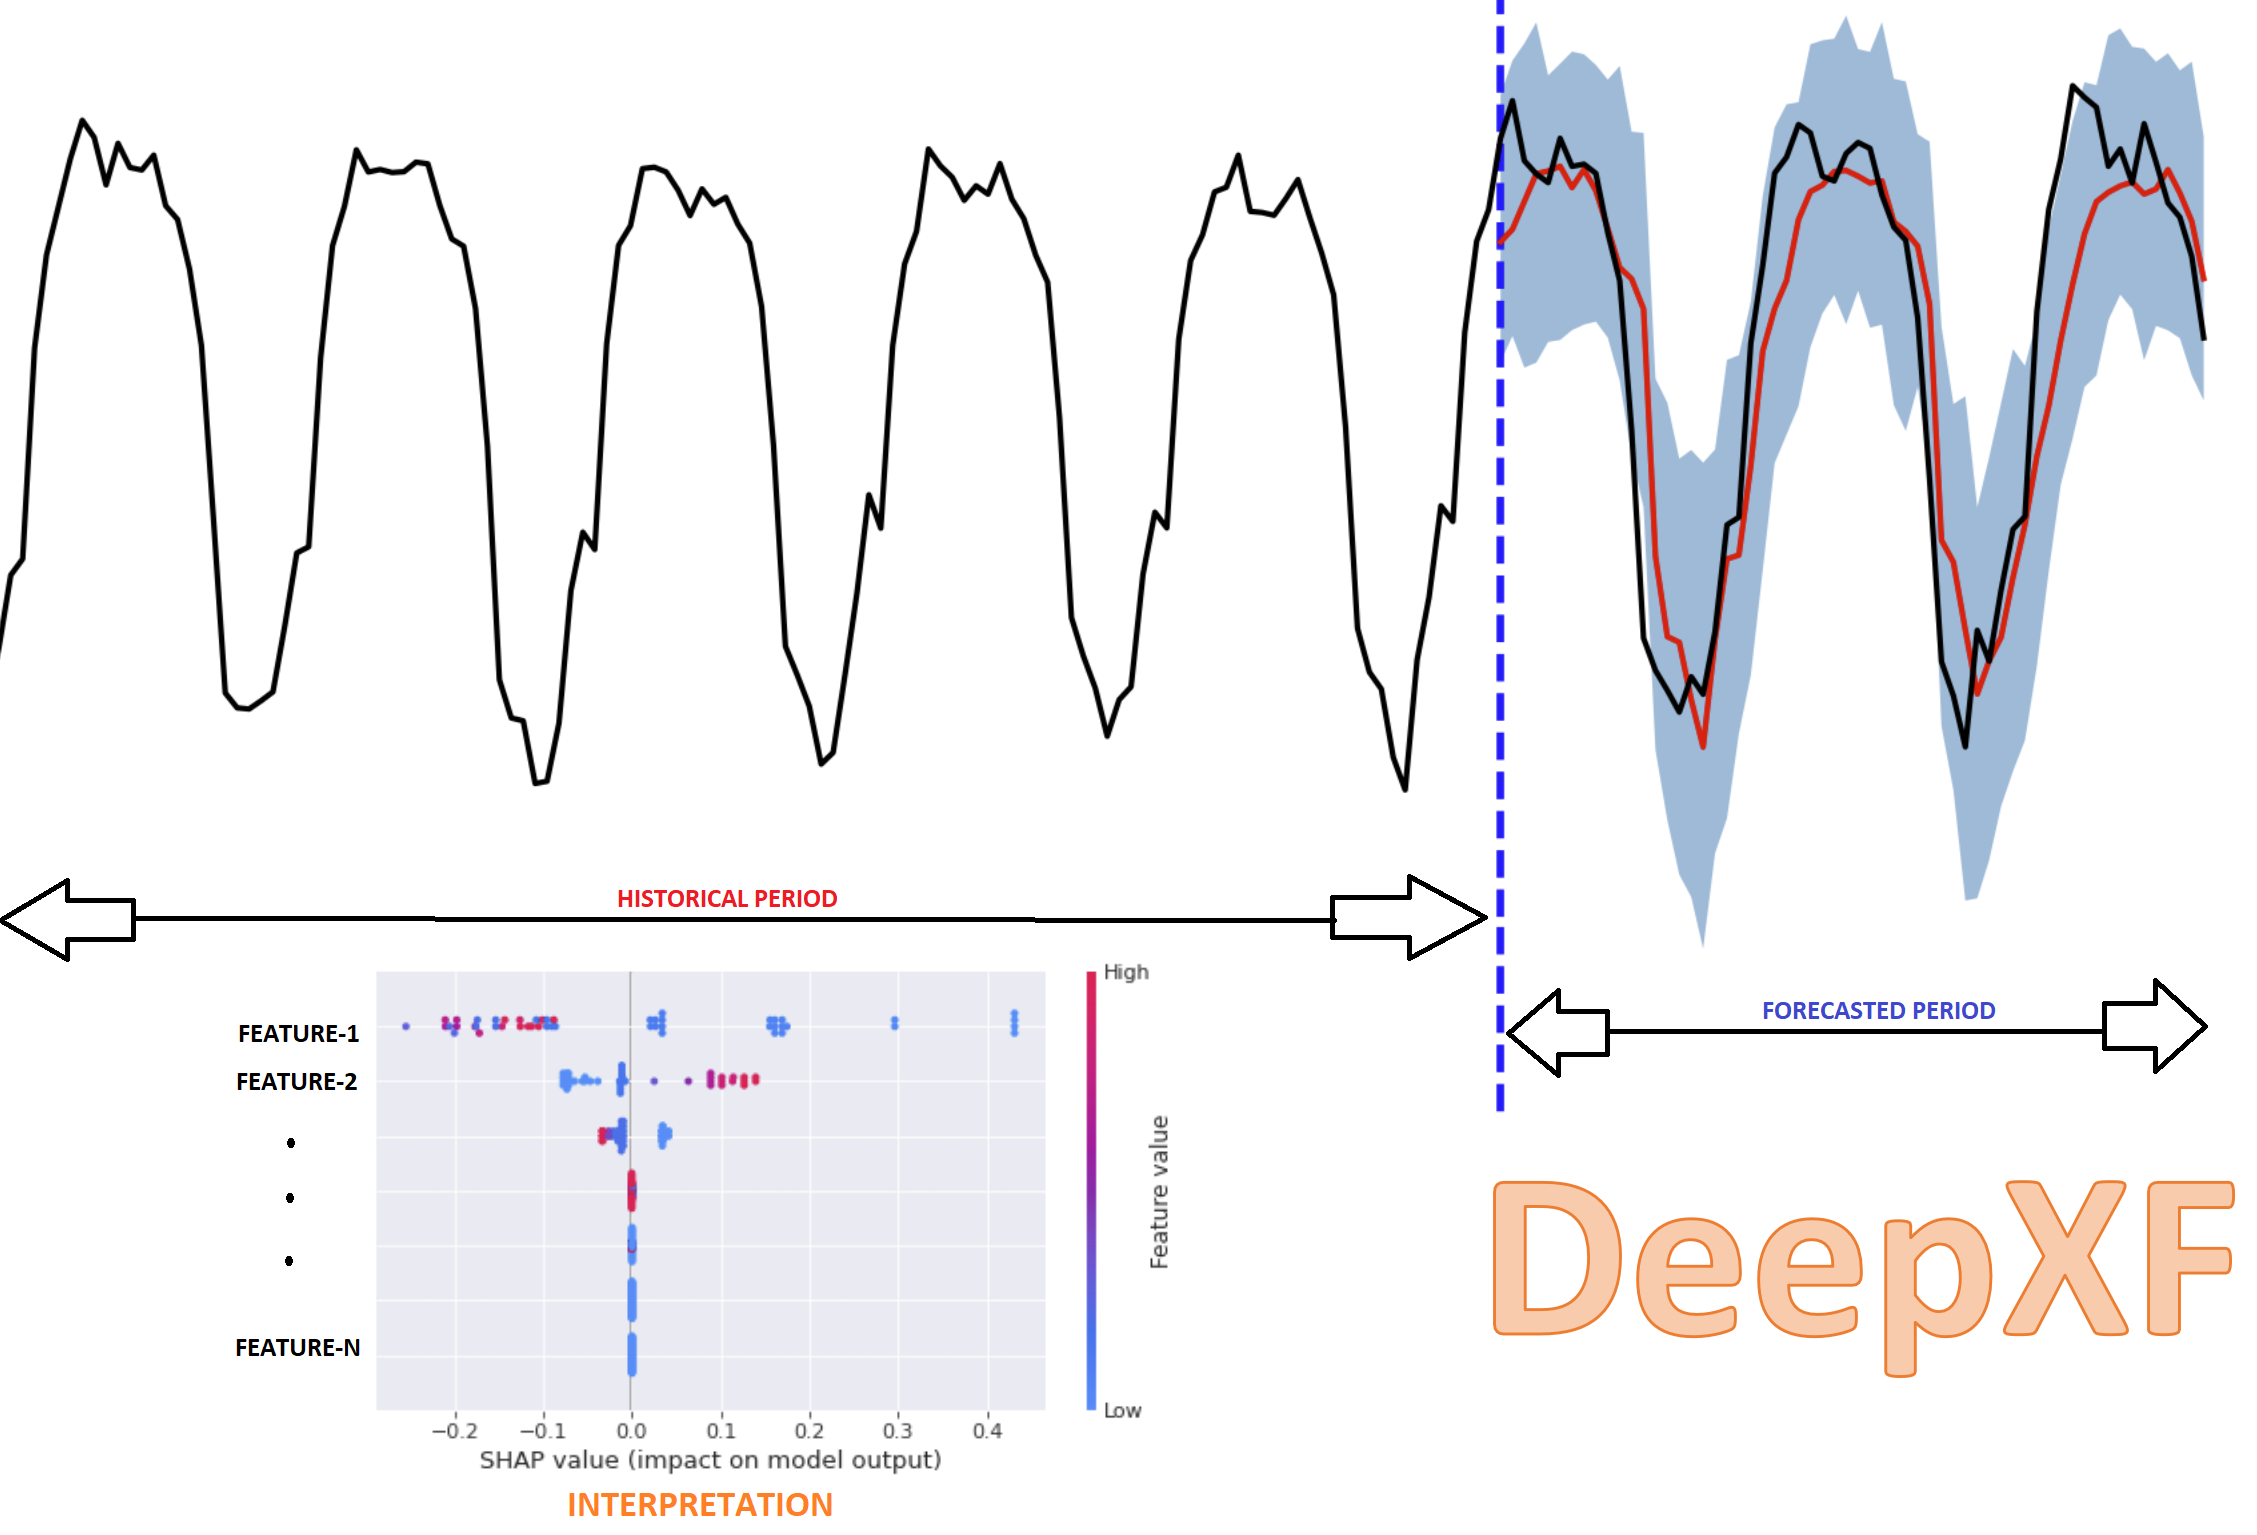 HISTORICAL PERIOD
FORECASTED PERIOD
High
FEATURE-1
FEATURE-2
FEATURE-N
Feature value
Low
−0.2 −0.1 0.0 0.1 0.2 0.3 0.4
SHAP value (impact on model output)
INTERPRETATION
DeepXF